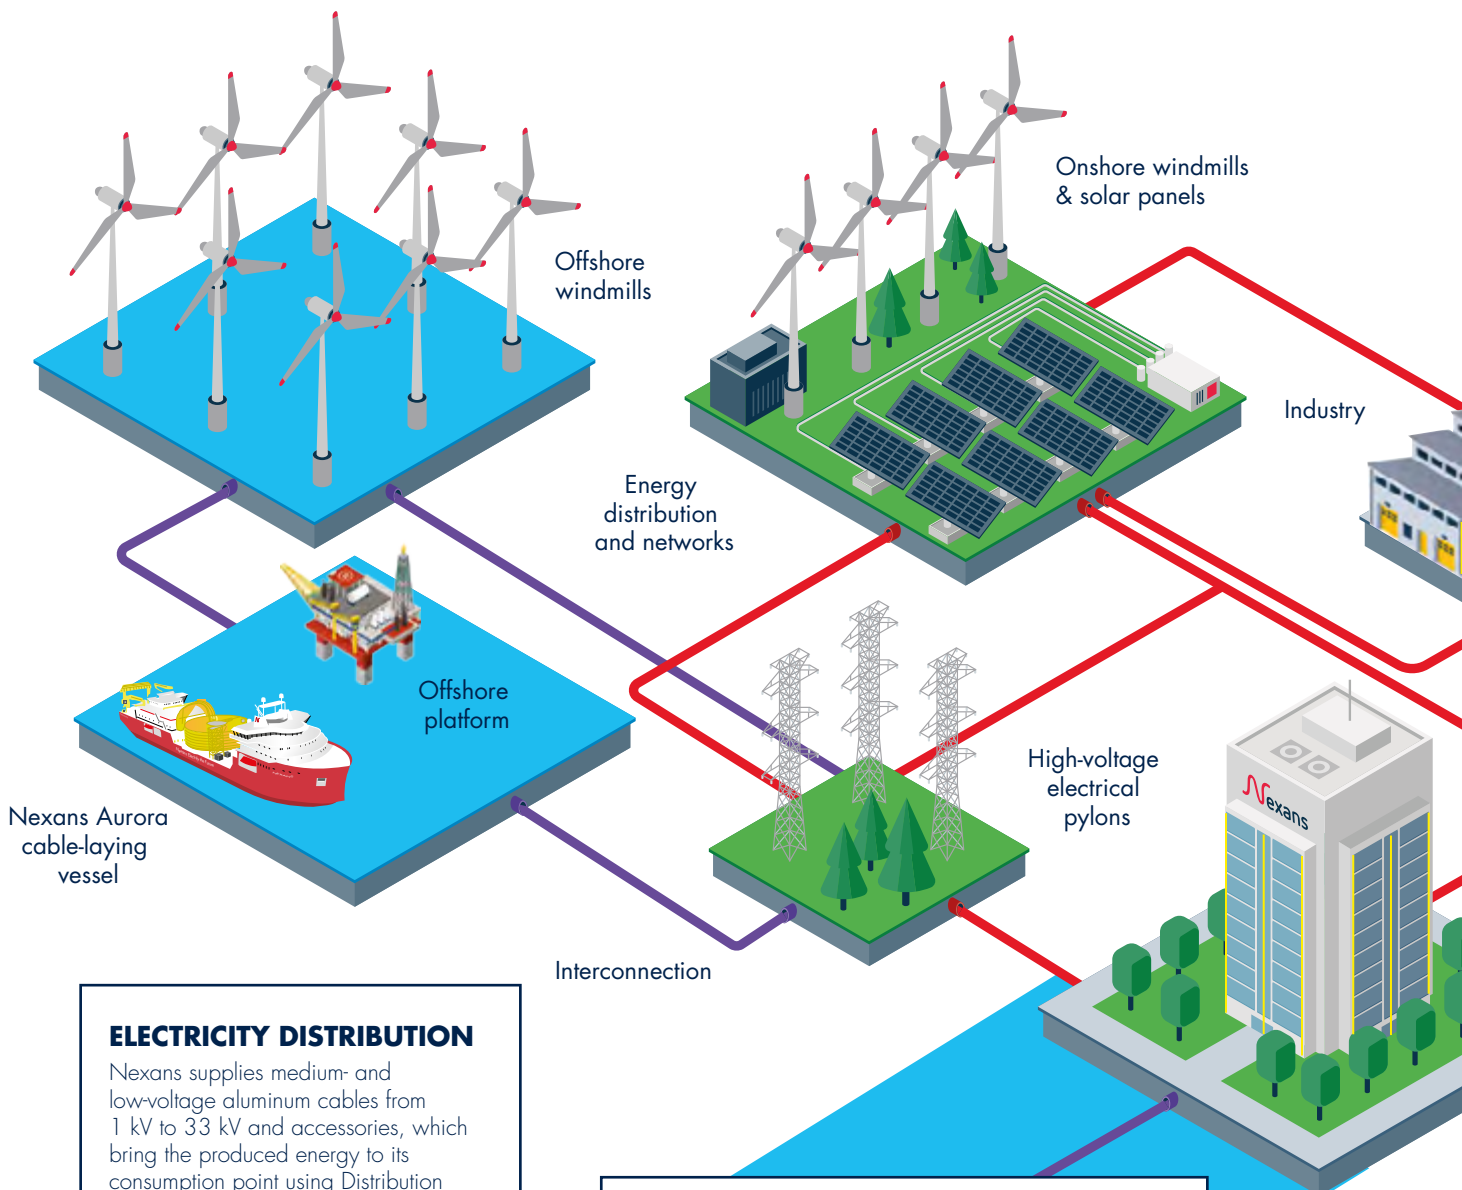 Onshore windmills
& solar panels
Offshore
windmills
Industry
Energy
distribution
and networks
Offshore
platform
High-voltage
electrical
pylons
Nexans
Nexans Aurora
cable-laying
vessel
Interconnection
ELECTRICITY DISTRIBUTION
Nexans supplies medium- and
low-voltage aluminum cables from
1 kV to 33 kV and accessories, which
bring the produced energy to its
consumption point using Distribution